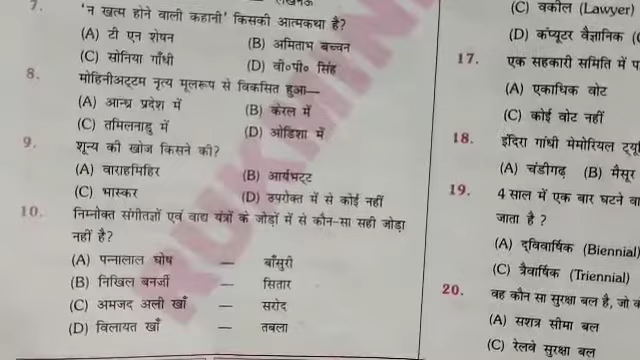 लखनऊ
7. 'न खत्म होने वाली कहानी' किसकी आत्मकथा है?
(A) टी एन शेषन (B) अमिताभ बच्चन
(C) सोनिया गाँधी (D) वी०पी० सिंह
8. मोहिनीअट्टम नृत्य मूलरूप से विकसित हुआ—
(A) आन्ध्र प्रदेश में (B) केरल में
(C) तमिलनाडु में (D) ओडिशा में
9. शून्य की खोज किसने की?
(A) वाराहमिहिर (B) आर्यभट्ट
(C) भास्कर (D) उपरोक्त में से कोई नहीं
10. निम्नोक्त संगीतज्ञों एवं वाद्य यंत्रों के जोड़ों में से कौन-सा सही जोड़ा
नहीं है?
(A) पन्नालाल घोष — बाँसुरी
(B) निखिल बनर्जी — सितार
(C) अमजद अली खाँ — सरोद
(D) विलायत खाँ — तबला
(C) वकील (Lawyer)
(D) कंप्यूटर वैज्ञानिक
17. एक सहकारी समिति में
(A) एकाधिक वोट
(C) कोई वोट नहीं
18. इंदिरा गांधी मेमोरियल
(A) चंडीगढ़ (B) मैसूर
19. 4 साल में एक बार घटने
जाता है ?
(A) द्विवार्षिक (Biennial)
(C) त्रैवार्षिक (Triennial)
20. वह कौन सा सुरक्षा बल है, जो
(A) सशत्र सीमा बल
(C) रेलवे सुरक्षा बल
RUKMINI